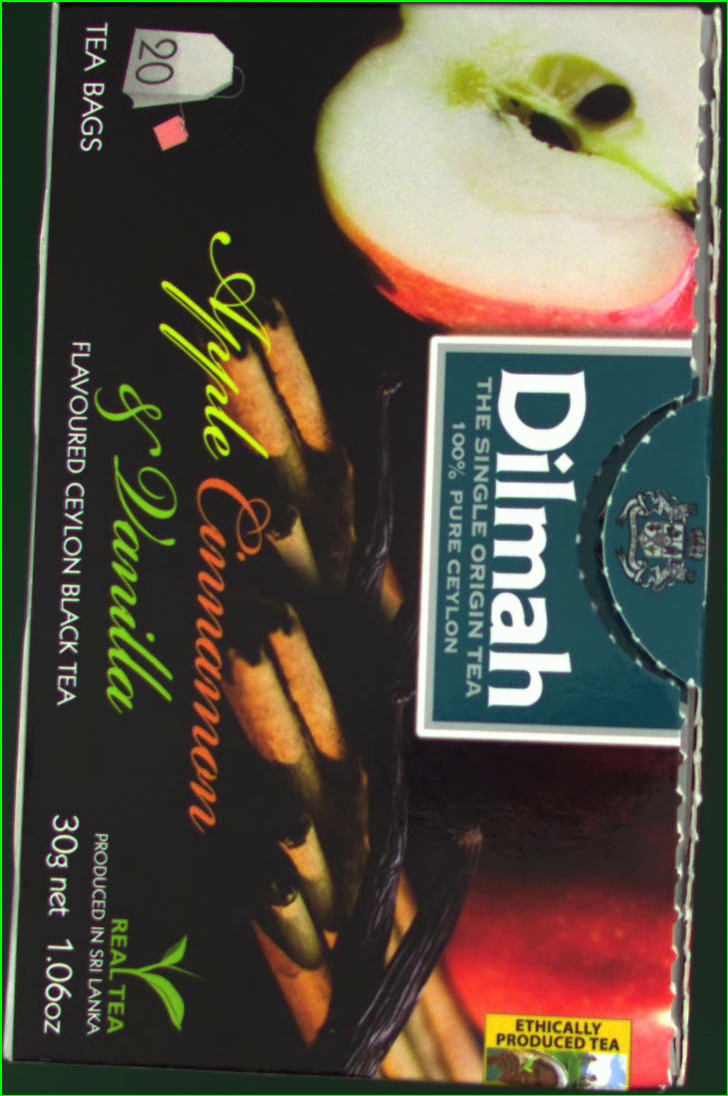 Dilmah
THE SINGLE ORIGIN TEA
100% PURE CEYLON
20
TEA BAGS
Apple Cinnamon
& Vanilla
FLAVOURED CEYLON BLACK TEA
REAL TEA
PRODUCED IN SRI LANKA
30g net 1.06oz
ETHICALLY
PRODUCED TEA